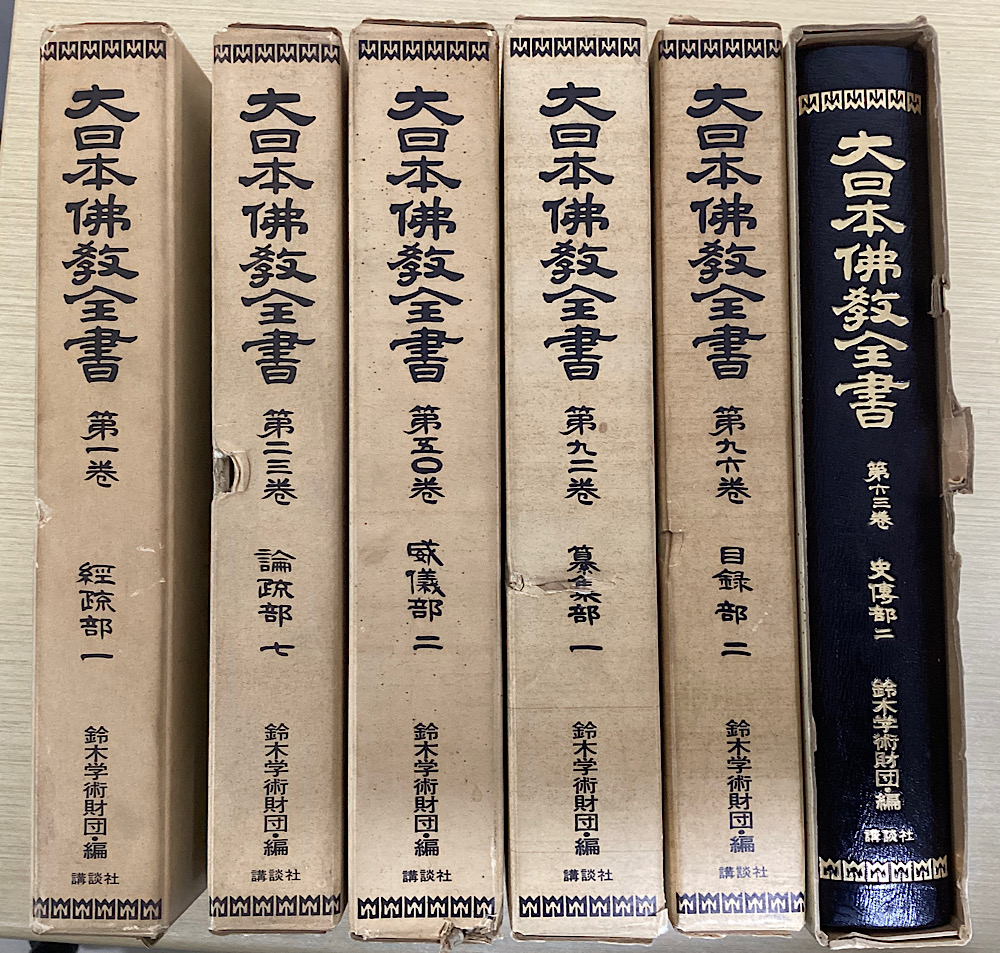 大日本佛教全書 第一巻 經疏部 一 鈴木学術財団・編 講談社
大日本佛教全書 第二三巻 論疏部 七 鈴木学術財団・編 講談社
大日本佛教全書 第五〇巻 威儀部 二 鈴木学術財団・編 講談社
大日本佛教全書 第九二巻 纂集部 一 鈴木学術財団・編 講談社
大日本佛教全書 第九六巻 目録部 二 鈴木学術財団・編 講談社
大日本佛教全書 第六三巻 史傳部 二 鈴木学術財団・編 講談社